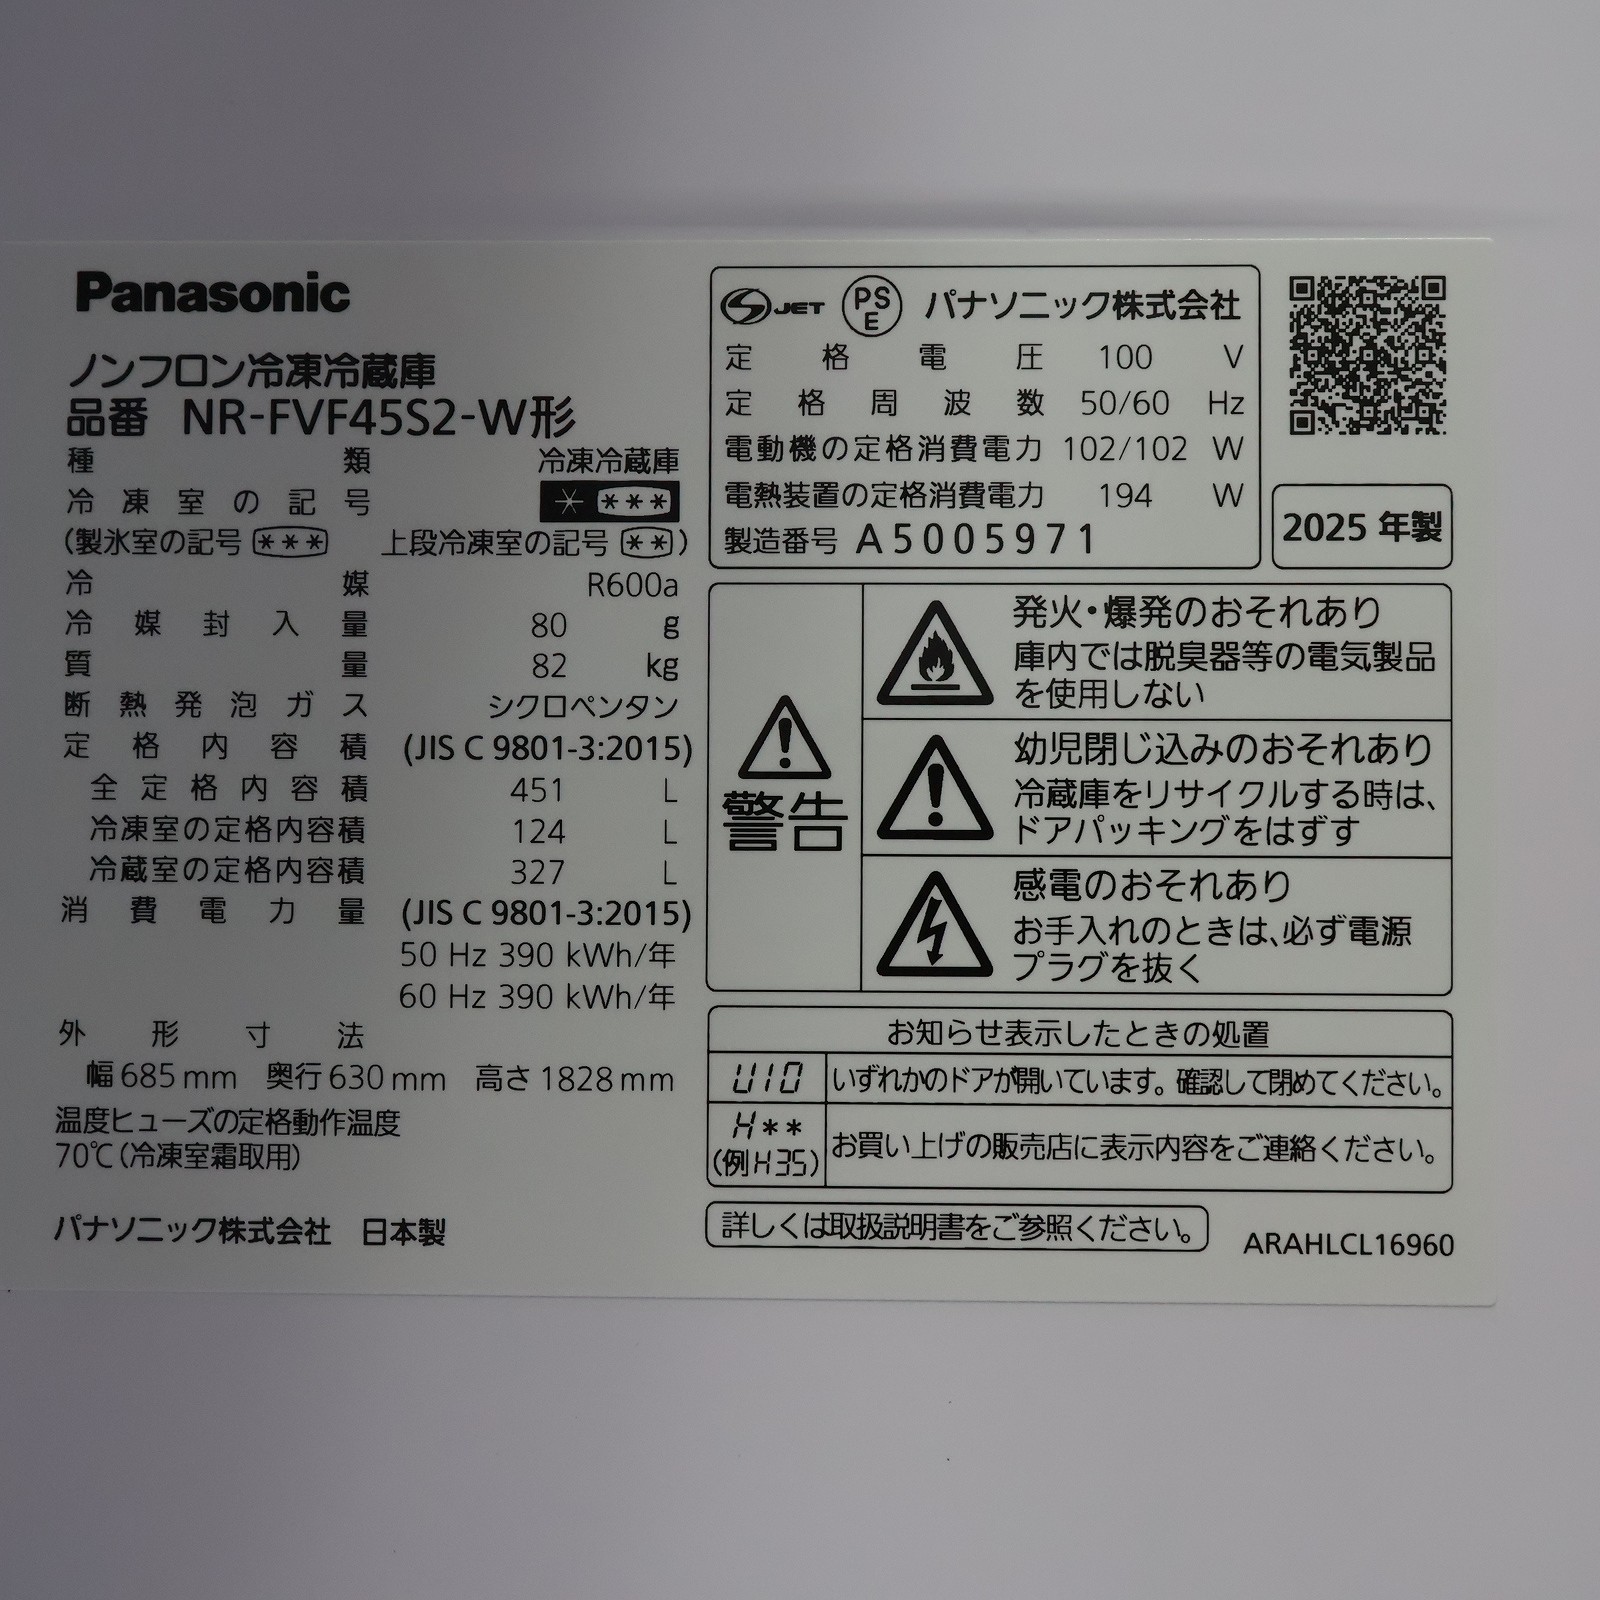 Panasonic
ノンフロン冷凍冷蔵庫
品番 NR-FVF45S2-W形
種類 冷凍冷蔵庫
冷凍室の記号 * ***
(製氷室の記号 *** 上段冷凍室の記号 **)
冷媒 R600a
冷媒封入量 80 g
質量 82 kg
断熱発泡ガス シクロペンタン
定格内容積 (JIS C 9801-3:2015)
全定格内容積 451 L
冷凍室の定格内容積 124 L
冷蔵室の定格内容積 327 L
消費電力量 (JIS C 9801-3:2015)
50 Hz 390 kWh/年
60 Hz 390 kWh/年
外形寸法
幅 685 mm 奥行 630 mm 高さ 1828 mm
温度ヒューズの定格動作温度
70℃(冷凍室霜取用)
パナソニック株式会社 日本製
S JET PSE パナソニック株式会社
定格電圧 100 V
定格周波数 50/60 Hz
電動機の定格消費電力 102/102 W
電熱装置の定格消費電力 194 W
製造番号 A5005971
2025 年製
警告
発火・爆発のおそれあり
庫内では脱臭器等の電気製品
を使用しない
幼児閉じ込みのおそれあり
冷蔵庫をリサイクルする時は、
ドアパッキングをはずす
感電のおそれあり
お手入れのときは、必ず電源
プラグを抜く
お知らせ表示したときの処置
U10 いずれかのドアが開いています。確認して閉めてください。
H**
(例H35) お買い上げの販売店に表示内容をご連絡ください。
詳しくは取扱説明書をご参照ください。
ARAHLCL16960